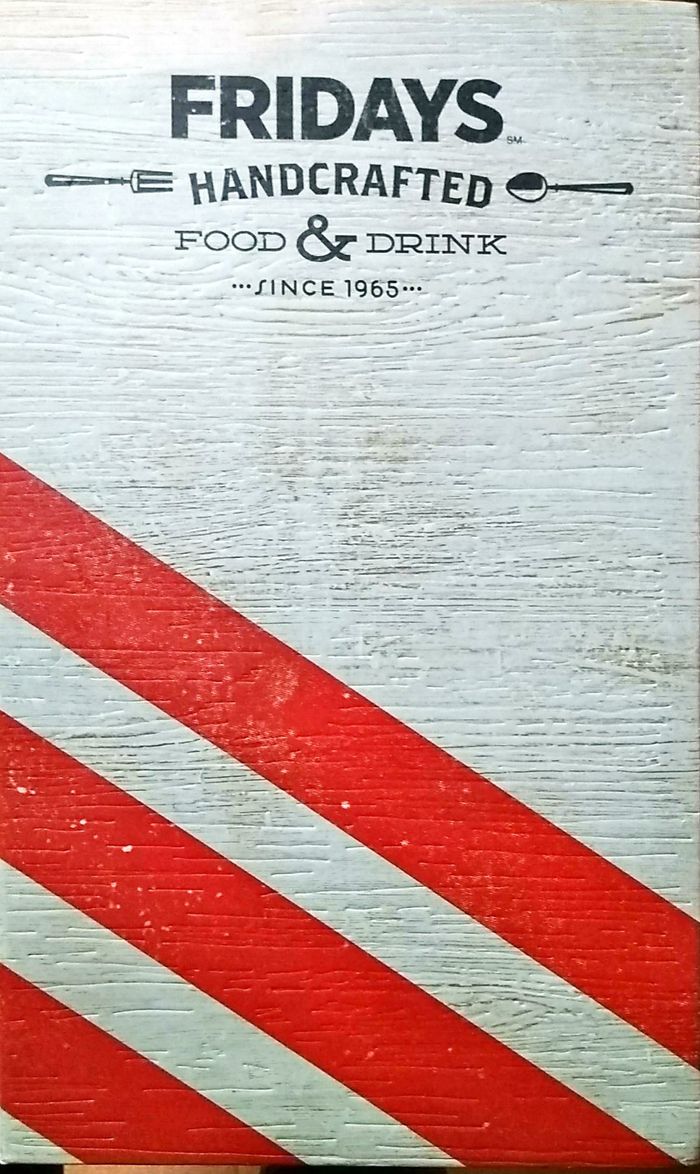 FRIDAYS SM
HANDCRAFTED
FOOD & DRINK
···SINCE 1965···